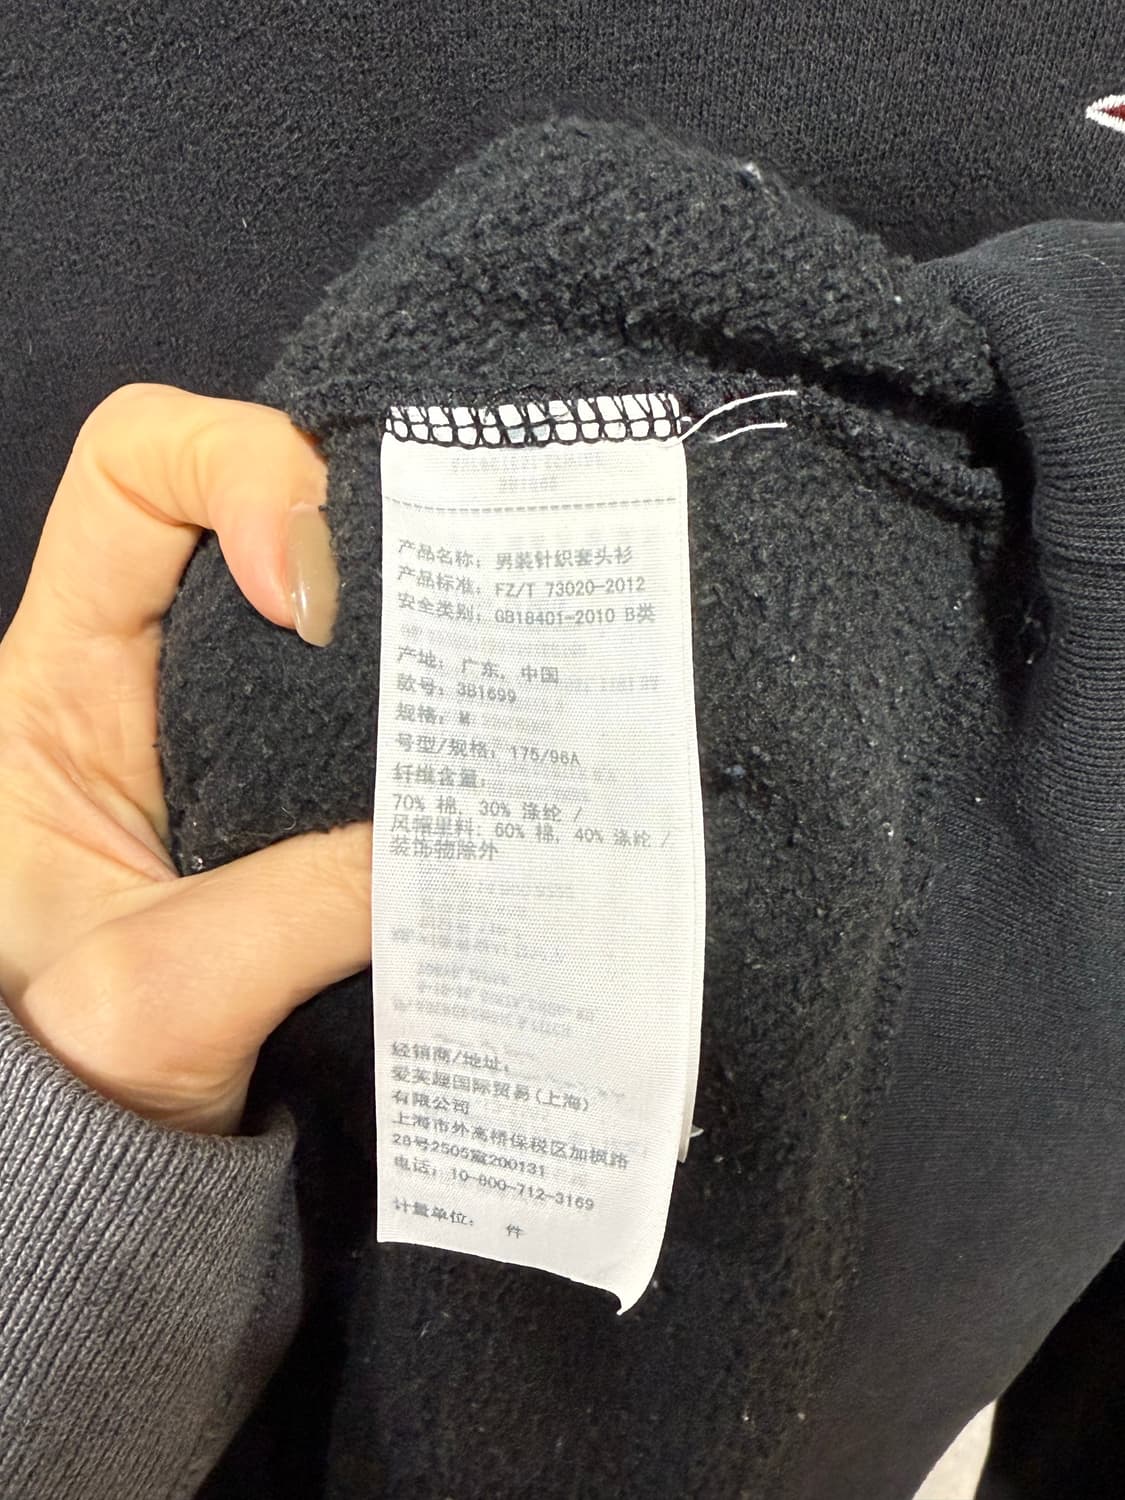 产品名称：男装针织套头衫
产品标准：FZ/T 73020-2012
安全类别：GB18401-2010 B类
产地：广东，中国
款号：3B1699
规格：M
号型/规格：175/96A
纤维含量：
70% 棉，30% 涤纶 /
风帽里料：60% 棉，40% 涤纶 /
装饰物除外
经销商/地址：
爱芙趣国际贸易(上海)
有限公司
上海市外高桥保税区加枫路
28号2505室200131
电话：10-800-712-3169
计量单位： 件